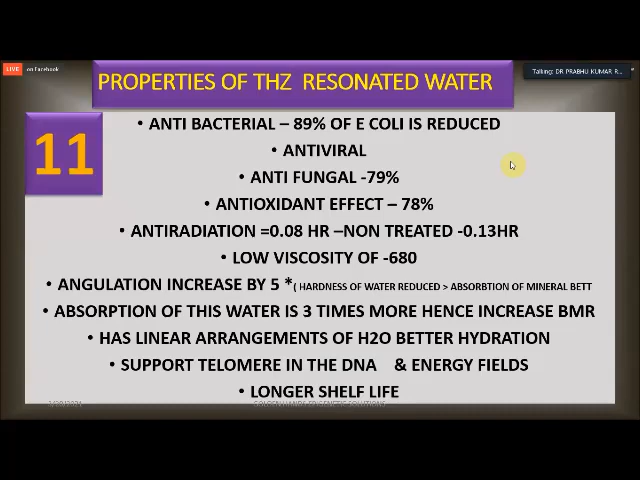 LIVE on Facebook
Talking: DR PRABHU KUMAR R...
PROPERTIES OF THZ RESONATED WATER
11
• ANTI BACTERIAL – 89% OF E COLI IS REDUCED
• ANTIVIRAL
• ANTI FUNGAL -79%
• ANTIOXIDANT EFFECT – 78%
• ANTIRADIATION =0.08 HR –NON TREATED -0.13HR
• LOW VISCOSITY OF -680
• ANGULATION INCREASE BY 5 *( HARDNESS OF WATER REDUCED > ABSORBTION OF MINERAL BETT
• ABSORPTION OF THIS WATER IS 3 TIMES MORE HENCE INCREASE BMR
• HAS LINEAR ARRANGEMENTS OF H2O BETTER HYDRATION
• SUPPORT TELOMERE IN THE DNA & ENERGY FIELDS
• LONGER SHELF LIFE